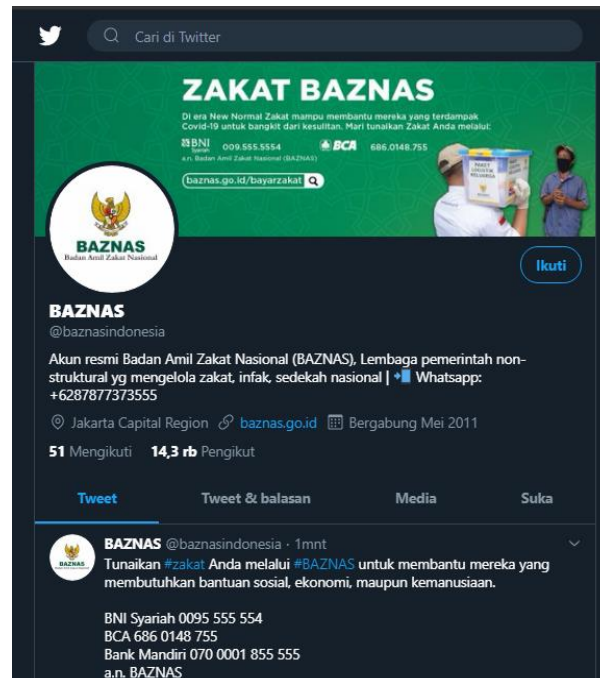 Cari di Twitter
ZAKAT BAZNAS
Di era New Normal Zakat mampu membantu mereka yang terdampak
Covid-19 untuk bangkit dari kesulitan. Mari tunaikan Zakat Anda melalui:
BNI Syariah 009.555.5554 BCA 686.0148.755
a.n. Badan Amil Zakat Nasional (BAZNAS)
baznas.go.id/bayarzakat
PAKET LOGISTIK KELUARGA
BAZNAS
Badan Amil Zakat Nasional
Ikuti
BAZNAS
@baznasindonesia
Akun resmi Badan Amil Zakat Nasional (BAZNAS), Lembaga pemerintah non-
struktural yg mengelola zakat, infak, sedekah nasional | 📲 Whatsapp:
+6287877373555
Jakarta Capital Region baznas.go.id Bergabung Mei 2011
51 Mengikuti 14,3 rb Pengikut
Tweet Tweet & balasan Media Suka
BAZNAS @baznasindonesia · 1mnt
BAZNAS
Tunaikan #zakat Anda melalui #BAZNAS untuk membantu mereka yang
membutuhkan bantuan sosial, ekonomi, maupun kemanusiaan.
BNI Syariah 0095 555 554
BCA 686 0148 755
Bank Mandiri 070 0001 855 555
a.n. BAZNAS